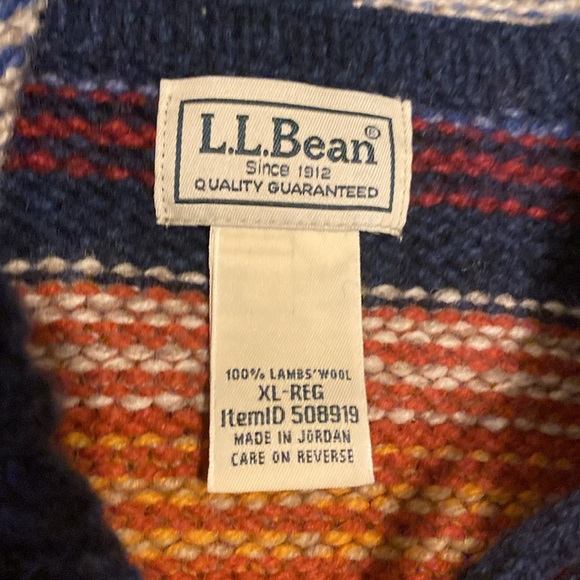 L.L.Bean®
Since 1912
QUALITY GUARANTEED
100% LAMBS' WOOL
XL-REG
ItemID 508919
MADE IN JORDAN
CARE ON REVERSE